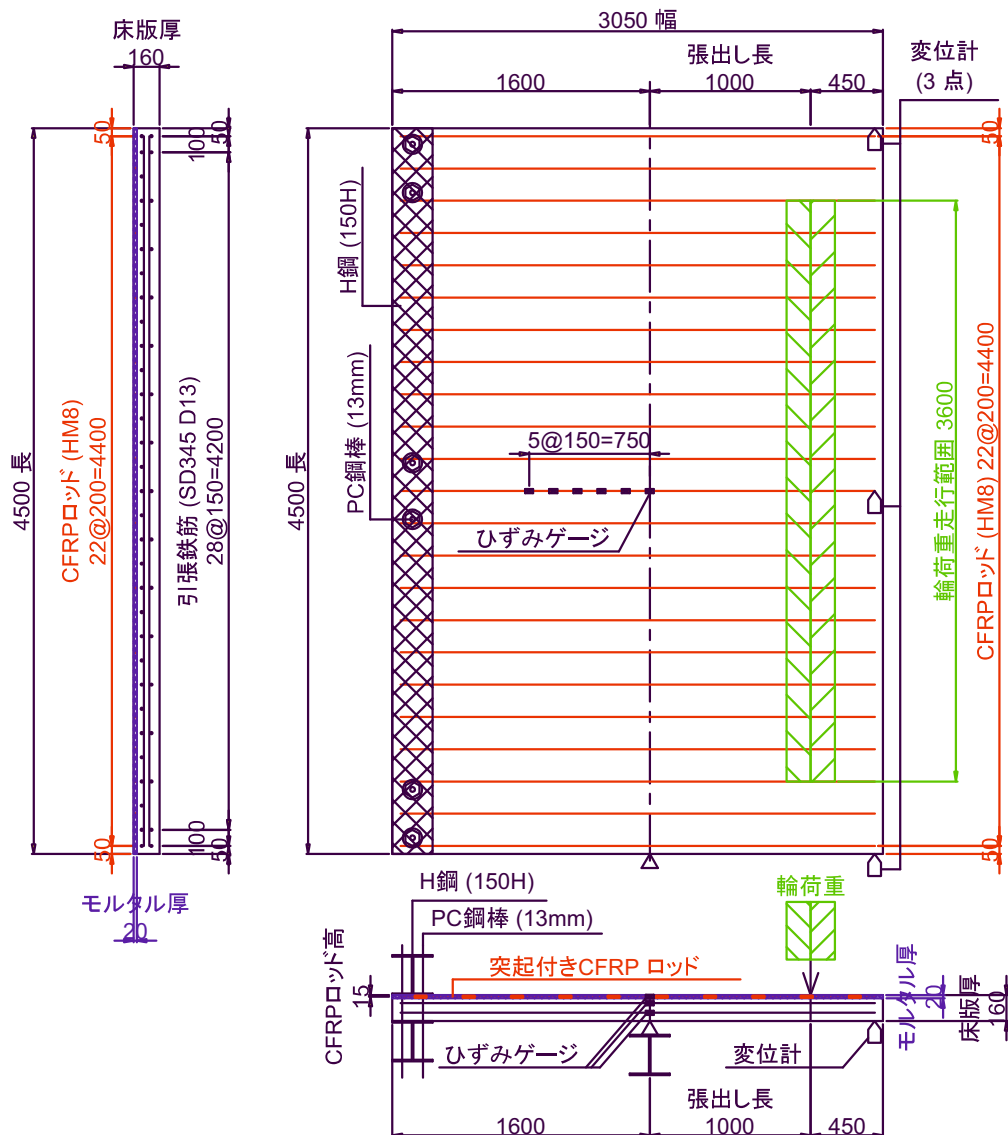 床版厚
160
3050 幅
張出し長
1600
1000
450
変位計
(3 点)
50
100
50
50
H鋼 (150H)
PC鋼棒 (13mm)
4500 長
CFRPロッド (HM8)
22@200=4400
引張鉄筋 (SD345 D13)
28@150=4200
4500 長
5@150=750
ひずみゲージ
輪荷重走行範囲 3600
CFRPロッド (HM8) 22@200=4400
50
100
50
50
モルタル厚
20
H鋼 (150H)
PC鋼棒 (13mm)
輪荷重
CFRPロッド高
15
突起付きCFRP ロッド
モルタル厚
20
床版厚
160
ひずみゲージ
変位計
張出し長
1600
1000
450